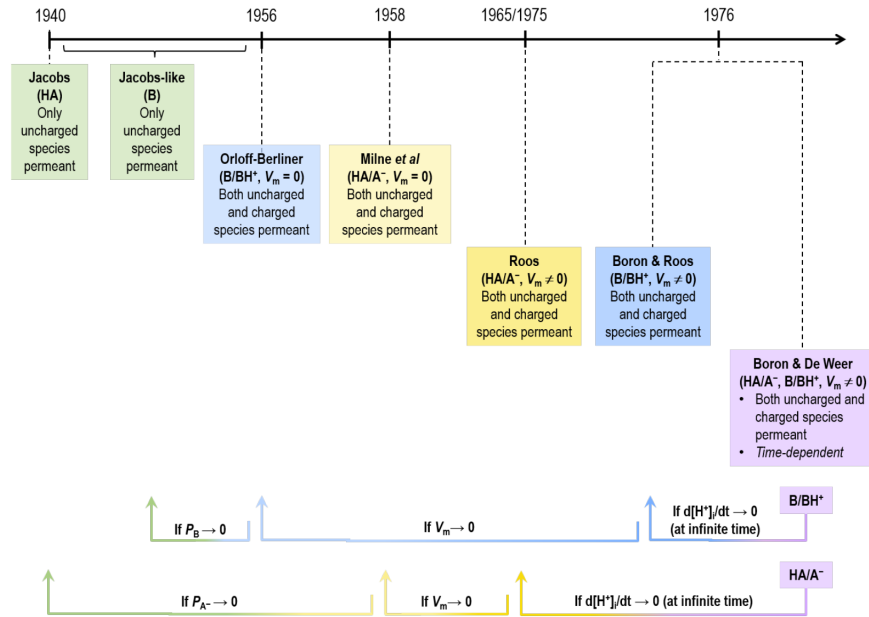 1940
1956
1958
1965/1975
1976
Jacobs
(HA)
Only
uncharged
species
permeant
Jacobs-like
(B)
Only
uncharged
species
permeant
Orloff-Berliner
(B/BH⁺, Vₘ = 0)
Both uncharged
and charged
species permeant
Milne et al
(HA/A⁻, Vₘ = 0)
Both uncharged
and charged
species permeant
Roos
(HA/A⁻, Vₘ ≠ 0)
Both uncharged
and charged
species permeant
Boron & Roos
(B/BH⁺, Vₘ ≠ 0)
Both uncharged
and charged
species permeant
Boron & De Weer
(HA/A⁻, B/BH⁺, Vₘ ≠ 0)
• Both uncharged and
charged species
permeant
• Time-dependent
If P_B → 0
If Vₘ → 0
If d[H⁺]ᵢ/dt → 0
(at infinite time)
B/BH⁺
If P_A⁻ → 0
If Vₘ → 0
If d[H⁺]ᵢ/dt → 0 (at infinite time)
HA/A⁻